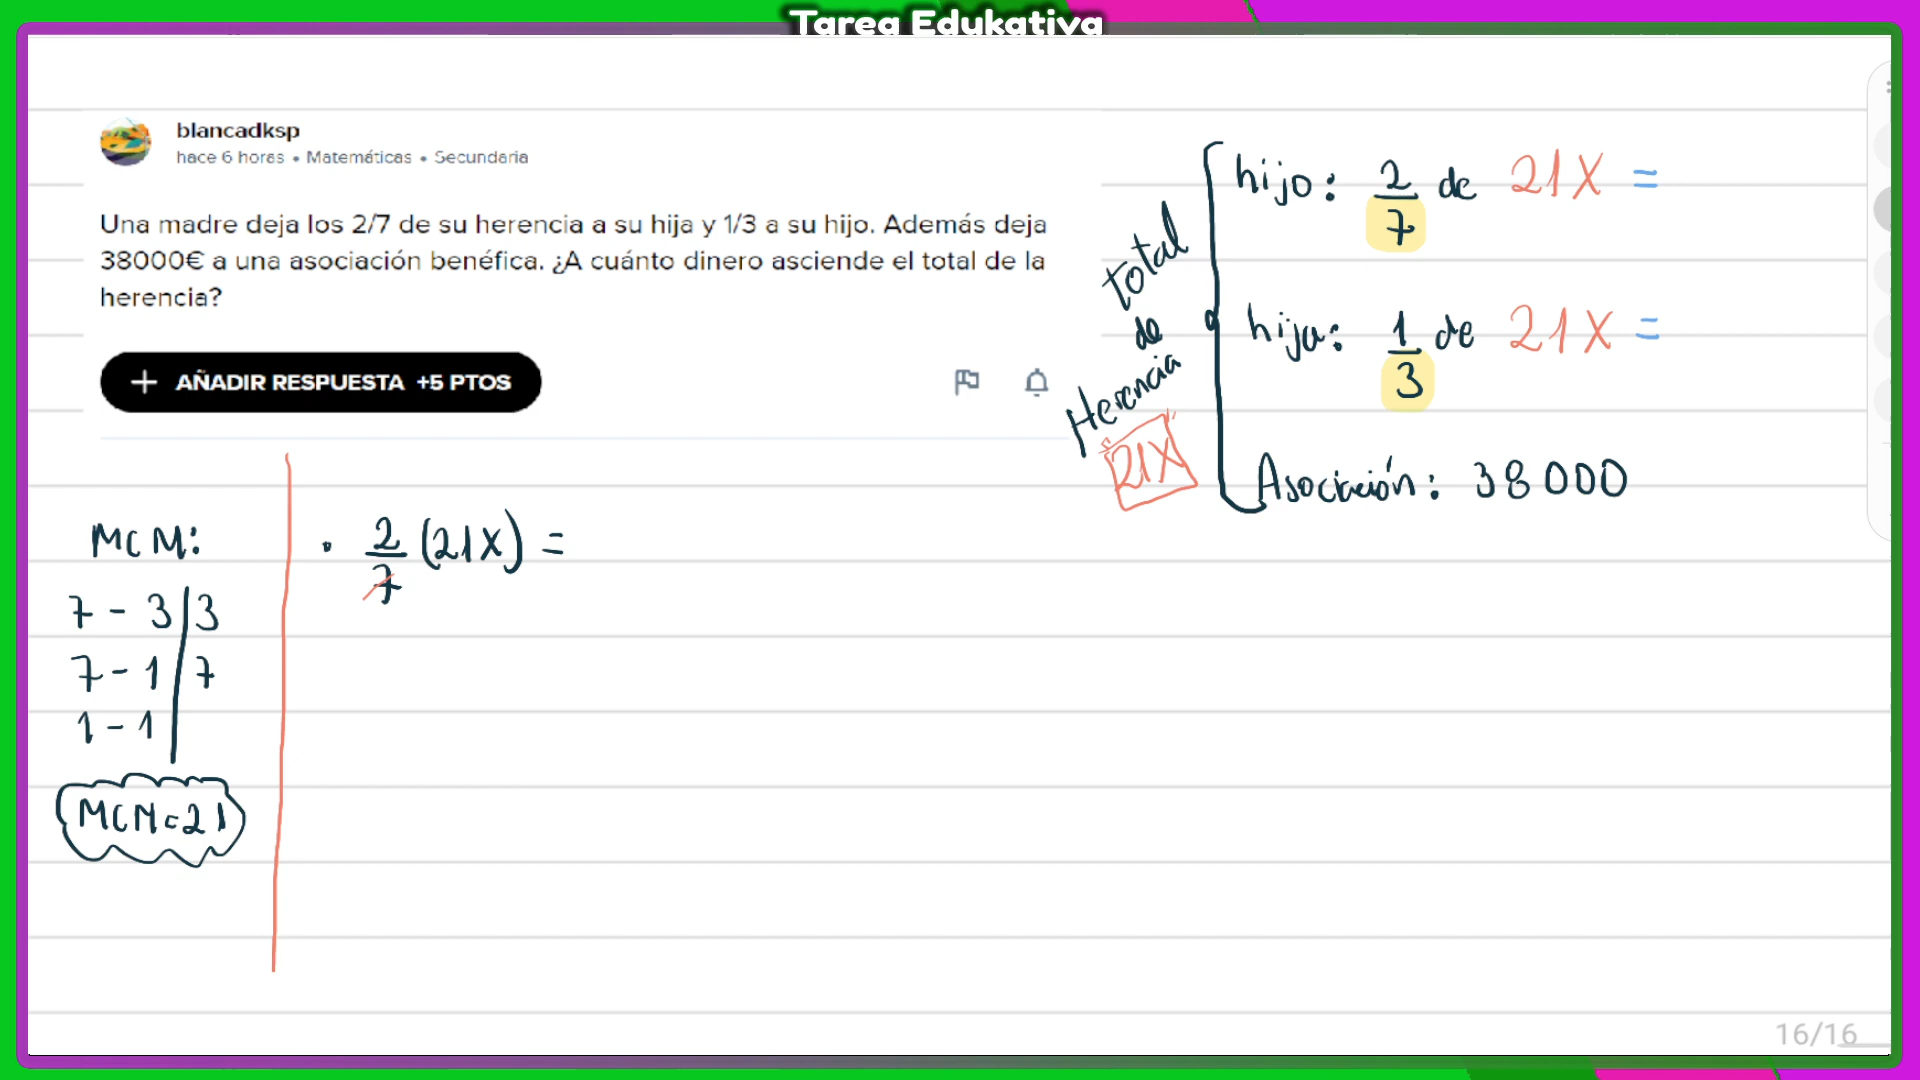 Tarea Edukativa
blancadksp
hace 6 horas • Matemáticas • Secundaria
Una madre deja los 2/7 de su herencia a su hija y 1/3 a su hijo. Además deja
38000€ a una asociación benéfica. ¿A cuánto dinero asciende el total de la
herencia?
+ AÑADIR RESPUESTA +5 PTOS
total
de
Herencia
21X
hijo: 2/7 de 21X =
hija: 1/3 de 21X =
Asociación: 38000
MCM:
7 - 3 | 3
7 - 1 | 7
1 - 1 |
MCM = 21
• 2/7 (21X) =
16/16